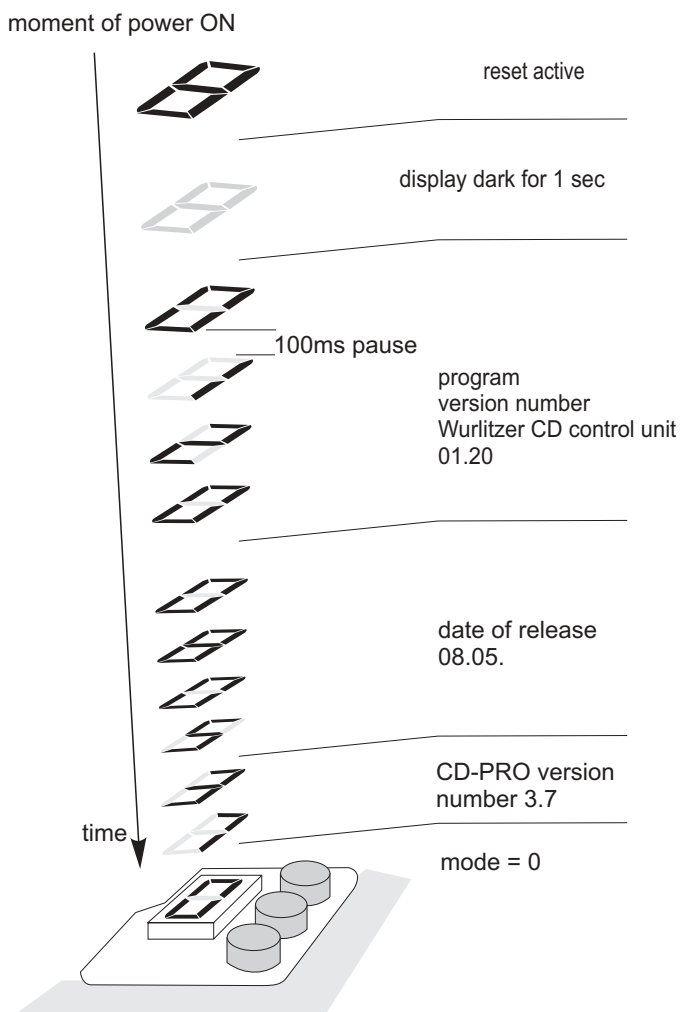 moment of power ON
reset active
display dark for 1 sec
100ms pause
program
version number
Wurlitzer CD control unit
01.20
date of release
08.05.
CD-PRO version
number 3.7
time
mode = 0